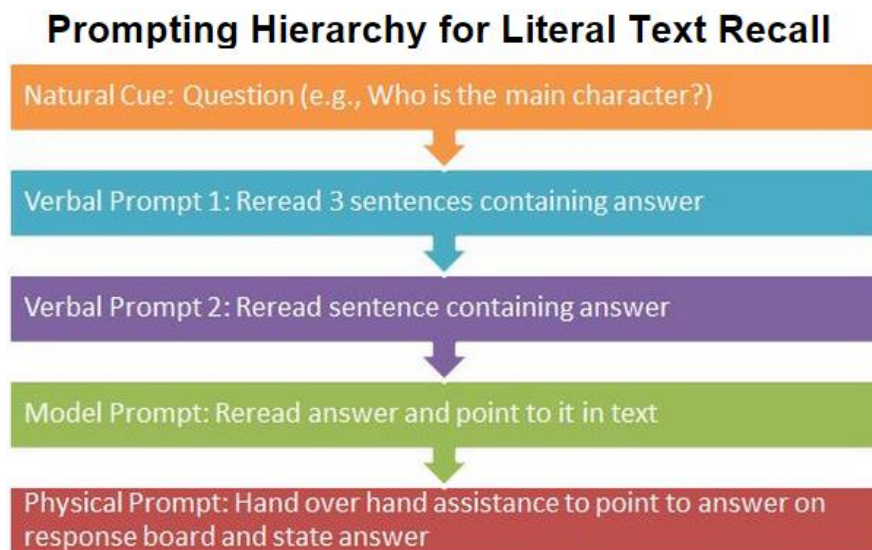 Prompting Hierarchy for Literal Text Recall
Natural Cue: Question (e.g., Who is the main character?)
Verbal Prompt 1: Reread 3 sentences containing answer
Verbal Prompt 2: Reread sentence containing answer
Model Prompt: Reread answer and point to it in text
Physical Prompt: Hand over hand assistance to point to answer on
response board and state answer